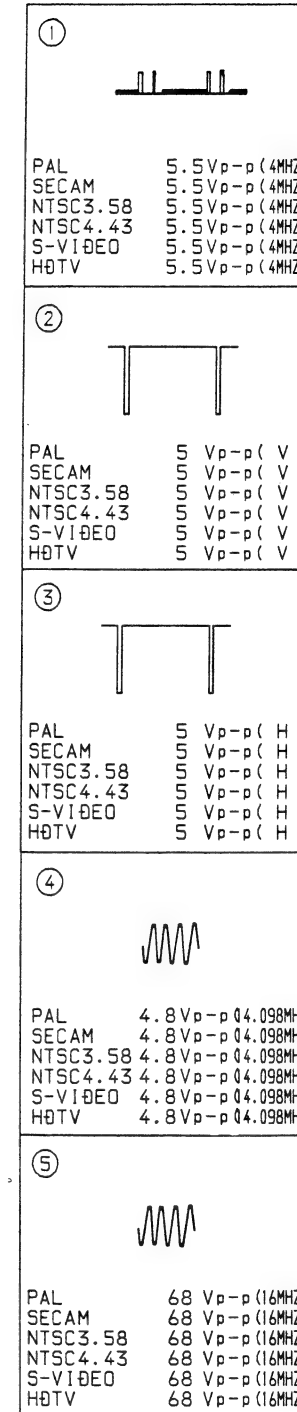 ①
PAL 5.5Vp-p(4MHZ
SECAM 5.5Vp-p(4MHZ
NTSC3.58 5.5Vp-p(4MHZ
NTSC4.43 5.5Vp-p(4MHZ
S-VIDEO 5.5Vp-p(4MHZ
HDTV 5.5Vp-p(4MHZ
②
PAL 5 Vp-p( V
SECAM 5 Vp-p( V
NTSC3.58 5 Vp-p( V
NTSC4.43 5 Vp-p( V
S-VIDEO 5 Vp-p( V
HDTV 5 Vp-p( V
③
PAL 5 Vp-p( H
SECAM 5 Vp-p( H
NTSC3.58 5 Vp-p( H
NTSC4.43 5 Vp-p( H
S-VIDEO 5 Vp-p( H
HDTV 5 Vp-p( H
④
PAL 4.8Vp-p(14.098MH
SECAM 4.8Vp-p(14.098MH
NTSC3.58 4.8Vp-p(14.098MH
NTSC4.43 4.8Vp-p(14.098MH
S-VIDEO 4.8Vp-p(14.098MH
HDTV 4.8Vp-p(14.098MH
⑤
PAL 68 Vp-p(16MHZ
SECAM 68 Vp-p(16MHZ
NTSC3.58 68 Vp-p(16MHZ
NTSC4.43 68 Vp-p(16MHZ
S-VIDEO 68 Vp-p(16MHZ
HDTV 68 Vp-p(16MHZ